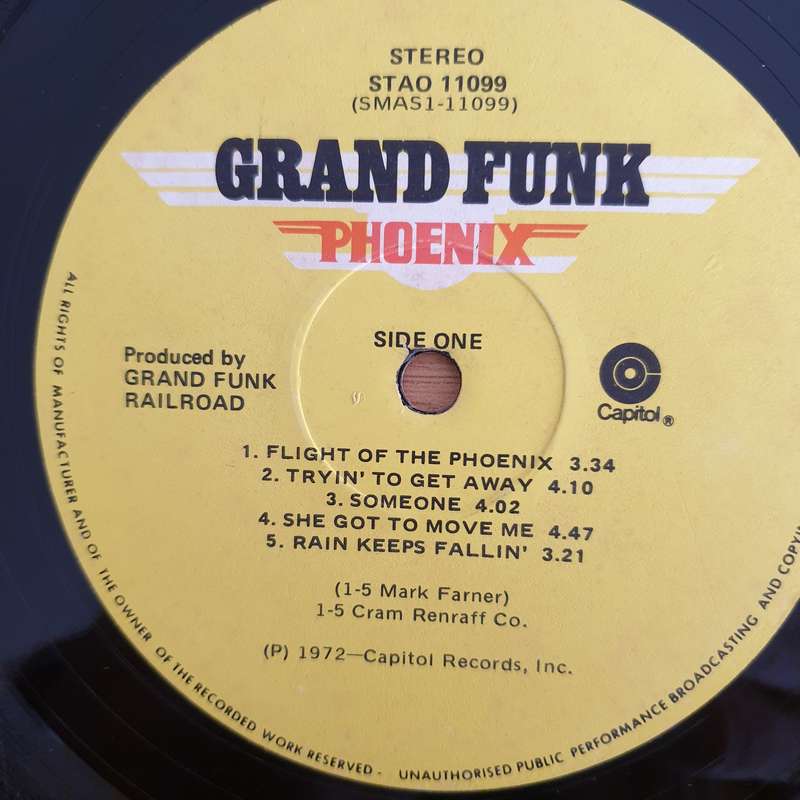 STEREO
STAO 11099
(SMAS1-11099)
GRAND FUNK
PHOENIX
SIDE ONE
Produced by
GRAND FUNK
RAILROAD
Capitol®
1. FLIGHT OF THE PHOENIX 3.34
2. TRYIN' TO GET AWAY 4.10
3. SOMEONE 4.02
4. SHE GOT TO MOVE ME 4.47
5. RAIN KEEPS FALLIN' 3.21
(1-5 Mark Farner)
1-5 Cram Renraff Co.
(P) 1972—Capitol Records, Inc.
ALL RIGHTS OF MANUFACTURER AND OF THE OWNER OF THE RECORDED WORK RESERVED - UNAUTHORISED PUBLIC PERFORMANCE BROADCASTING AND COPYI